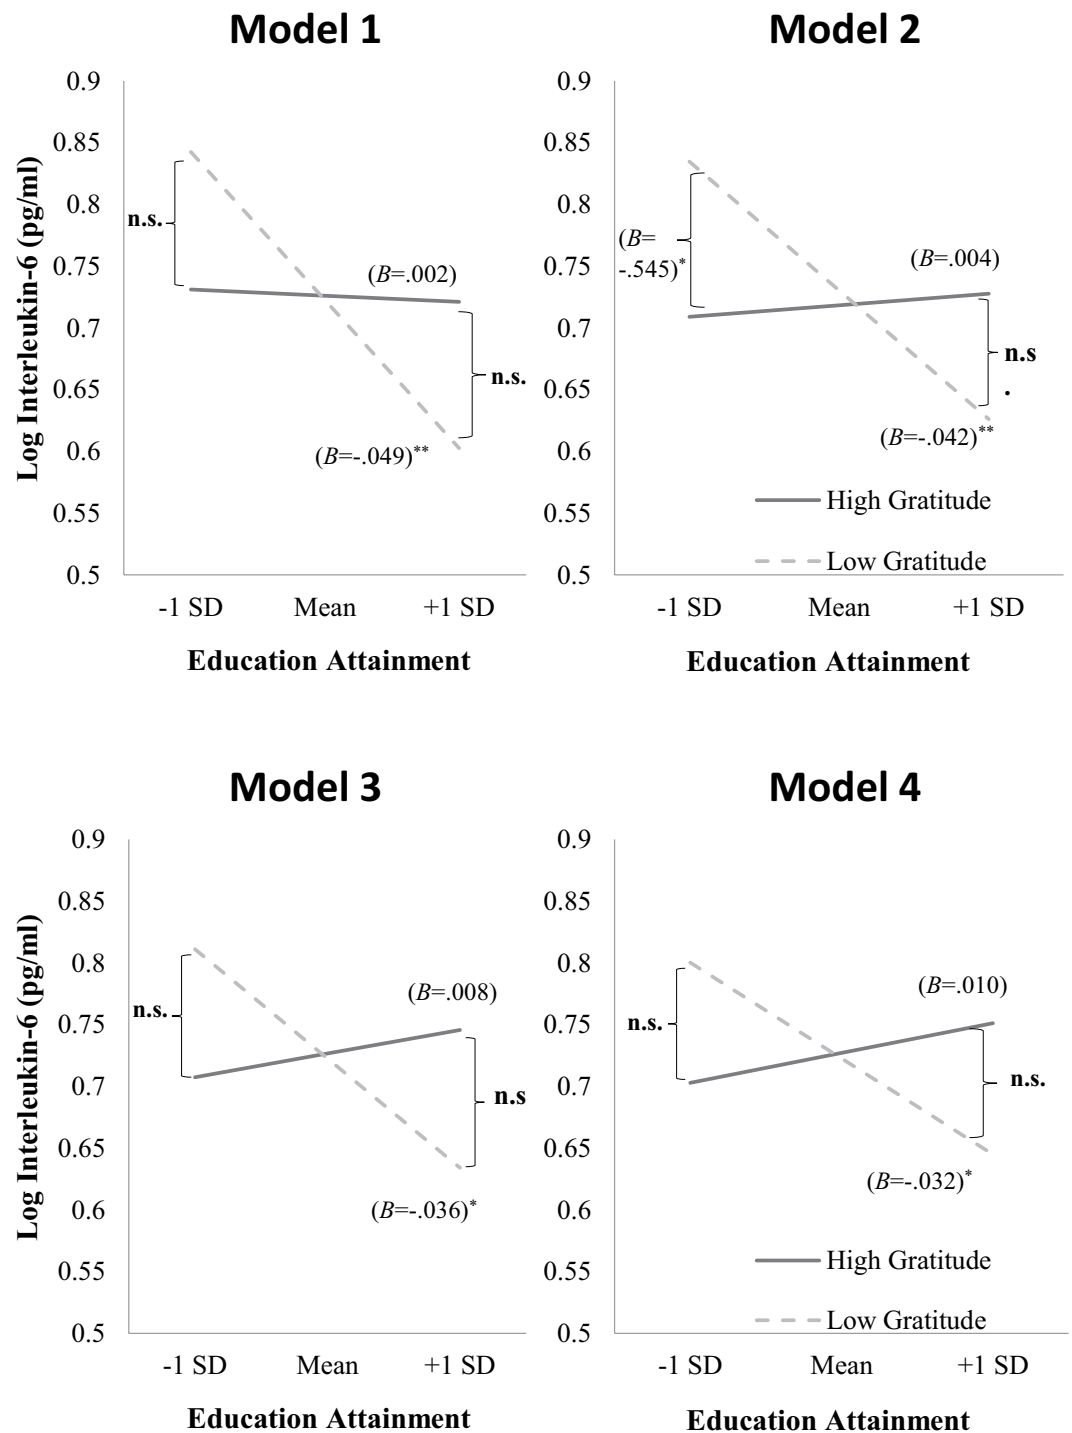 Model 1
0.9
0.85
0.8
0.75
0.7
0.65
0.6
0.55
0.5
Log Interleukin-6 (pg/ml)
n.s.
(B=.002)
n.s.
(B=-.049)**
-1 SD Mean +1 SD
Education Attainment
Model 2
0.9
0.85
0.8
0.75
0.7
0.65
0.6
0.55
0.5
(B=
-.545)*
(B=.004)
n.s
.
(B=-.042)**
High Gratitude
Low Gratitude
-1 SD Mean +1 SD
Education Attainment
Model 3
0.9
0.85
0.8
0.75
0.7
0.65
0.6
0.55
0.5
Log Interleukin-6 (pg/ml)
n.s.
(B=.008)
n.s
(B=-.036)*
-1 SD Mean +1 SD
Education Attainment
Model 4
0.9
0.85
0.8
0.75
0.7
0.65
0.6
0.55
0.5
n.s.
(B=.010)
n.s.
(B=-.032)*
High Gratitude
Low Gratitude
-1 SD Mean +1 SD
Education Attainment